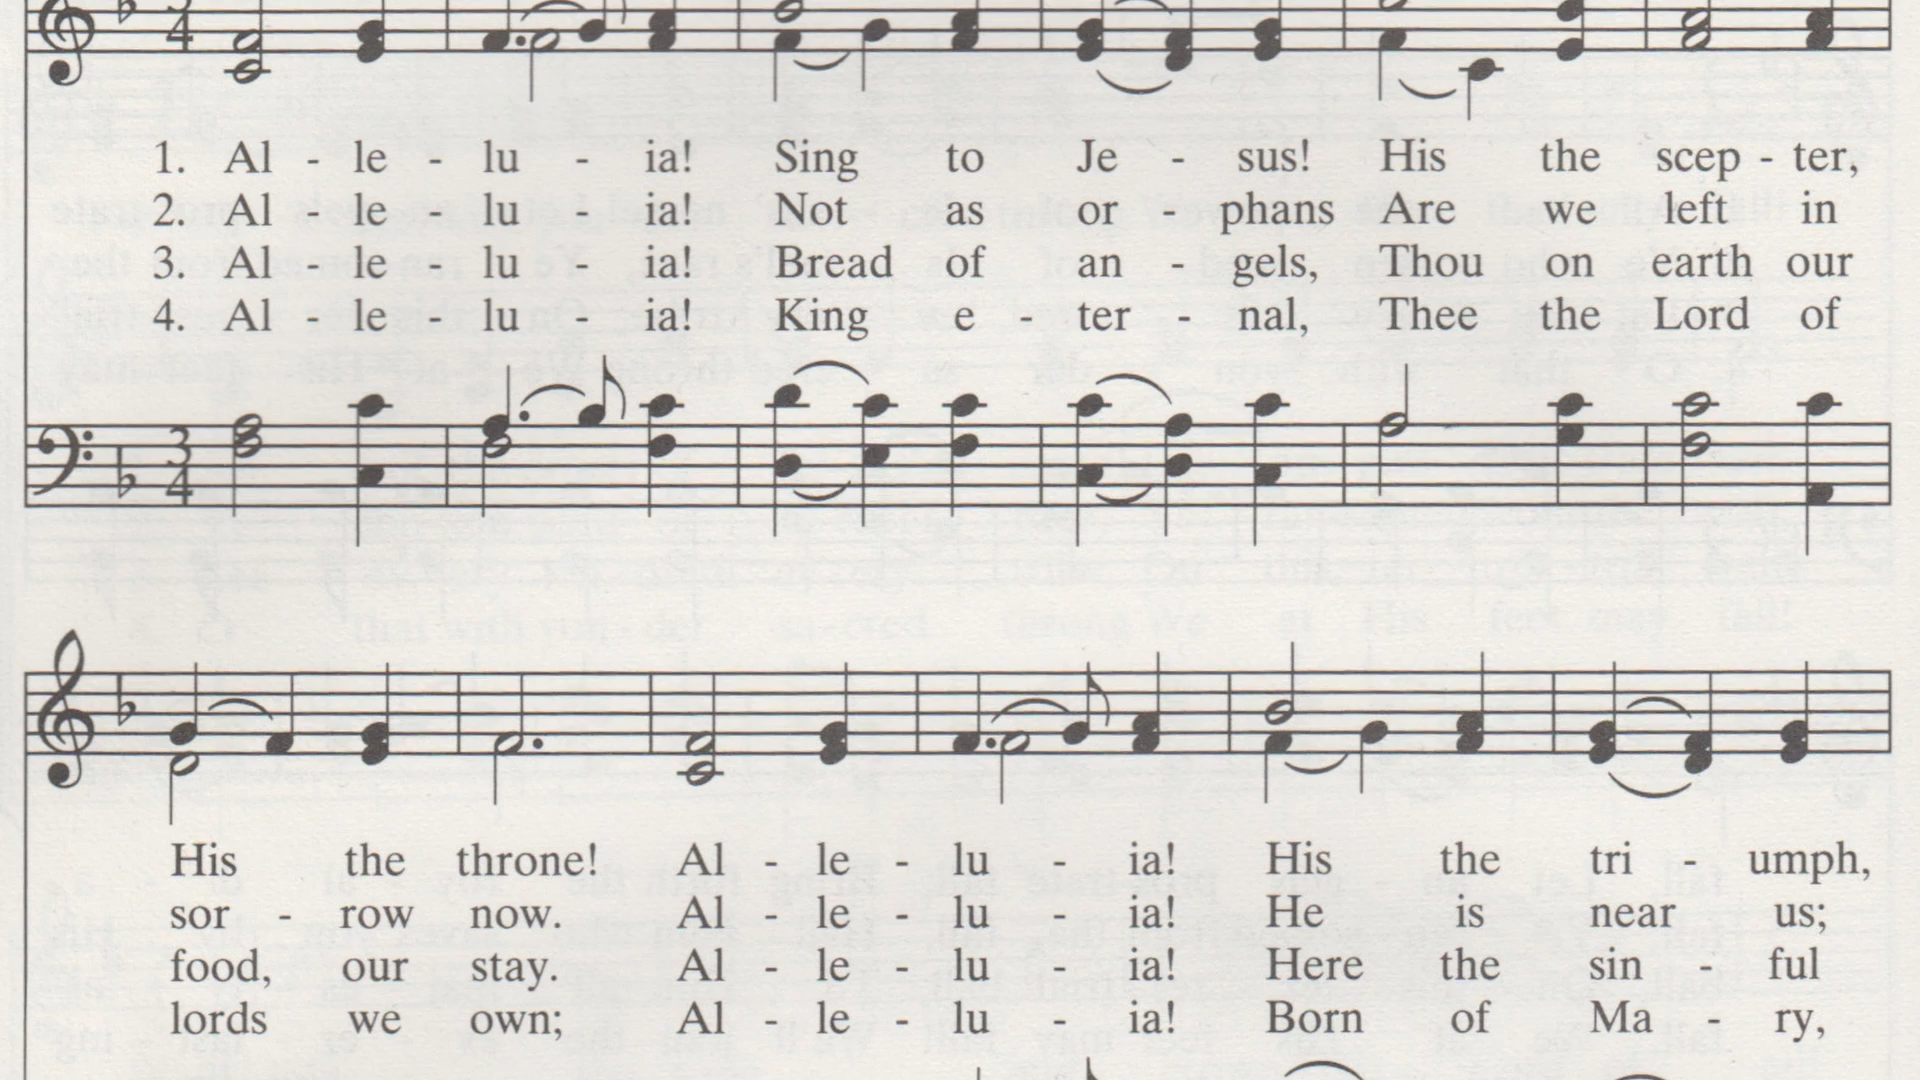 1. Al - le - lu - ia! Sing to Je - sus! His the scep - ter,
2. Al - le - lu - ia! Not as or - phans Are we left in
3. Al - le - lu - ia! Bread of an - gels, Thou on earth our
4. Al - le - lu - ia! King e - ter - nal, Thee the Lord of
His the throne! Al - le - lu - ia! His the tri - umph,
sor - row now. Al - le - lu - ia! He is near us;
food, our stay. Al - le - lu - ia! Here the sin - ful
lords we own; Al - le - lu - ia! Born of Ma - ry,